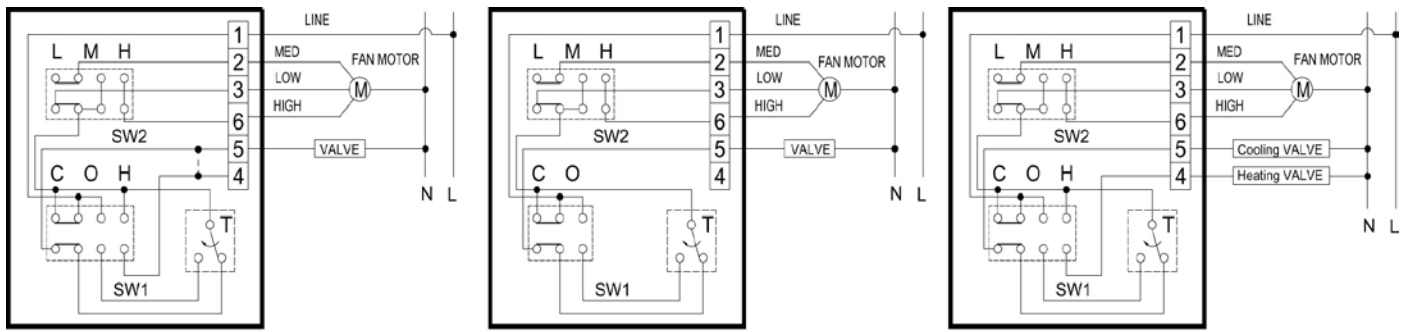 LINE
1
L M H
MED
2
FAN MOTOR
LOW
3
M
HIGH
6
SW2
5
VALVE
C O H
4
N L
T
SW1
LINE
1
L M H
MED
2
FAN MOTOR
LOW
3
M
HIGH
6
SW2
5
VALVE
C O
4
N L
T
SW1
LINE
1
L M H
MED
2
FAN MOTOR
LOW
3
M
HIGH
6
SW2
5
Cooling VALVE
C O H
4
Heating VALVE
N L
T
SW1